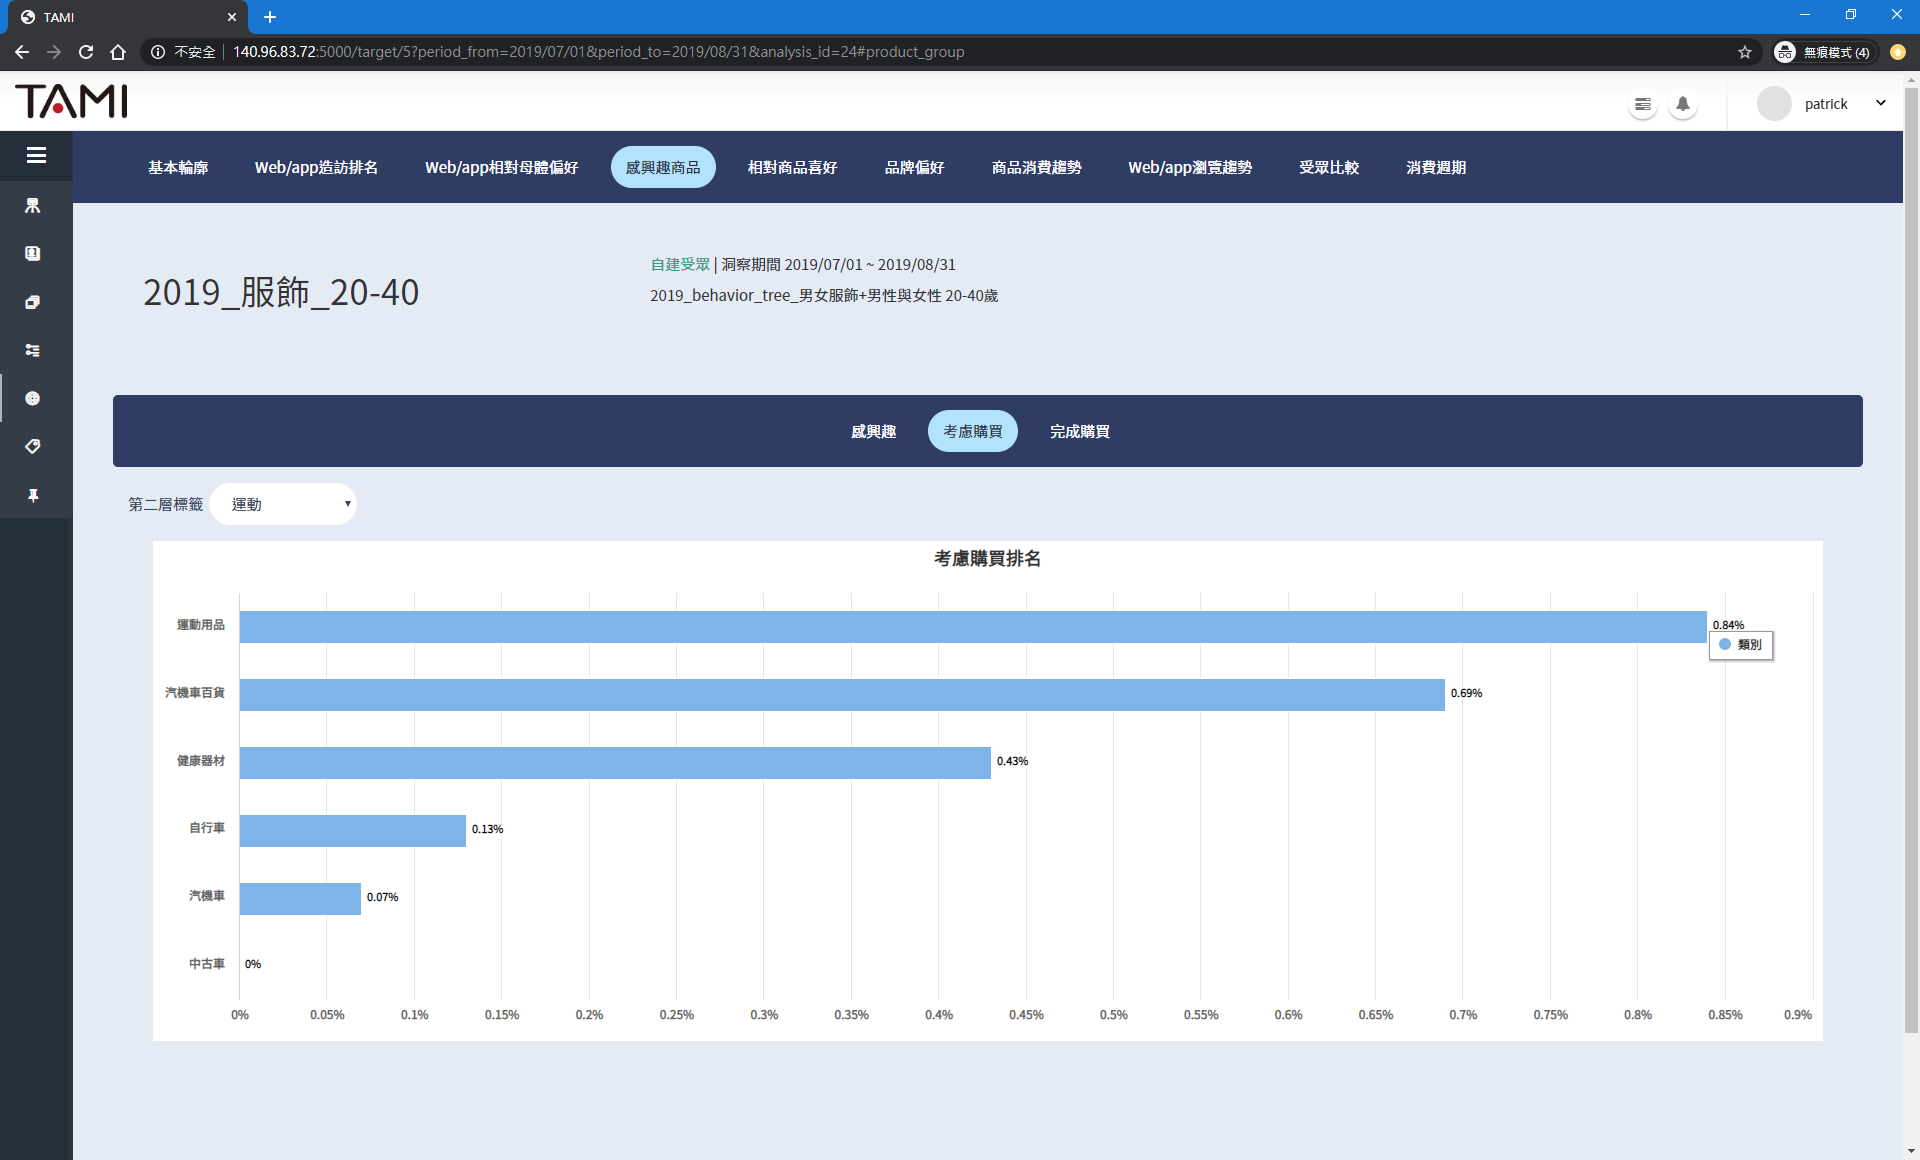 TAMI
不安全 140.96.83.72:5000/target/5?period_from=2019/07/01&period_to=2019/08/31&analysis_id=24#product_group 無痕模式 (4)
TAMI patrick
基本輪廓 Web/app造訪排名 Web/app相對母體偏好 感興趣商品 相對商品喜好 品牌偏好 商品消費趨勢 Web/app瀏覽趨勢 受眾比較 消費週期
自建受眾 | 洞察期間 2019/07/01 ~ 2019/08/31
2019_服飾_20-40
2019_behavior_tree_男女服飾+男性與女性 20-40歲
感興趣 考慮購買 完成購買
第二層標籤 運動
考慮購買排名
運動用品 0.84%
類別
汽機車百貨 0.69%
健康器材 0.43%
自行車 0.13%
汽機車 0.07%
中古車 0%
0% 0.05% 0.1% 0.15% 0.2% 0.25% 0.3% 0.35% 0.4% 0.45% 0.5% 0.55% 0.6% 0.65% 0.7% 0.75% 0.8% 0.85% 0.9%